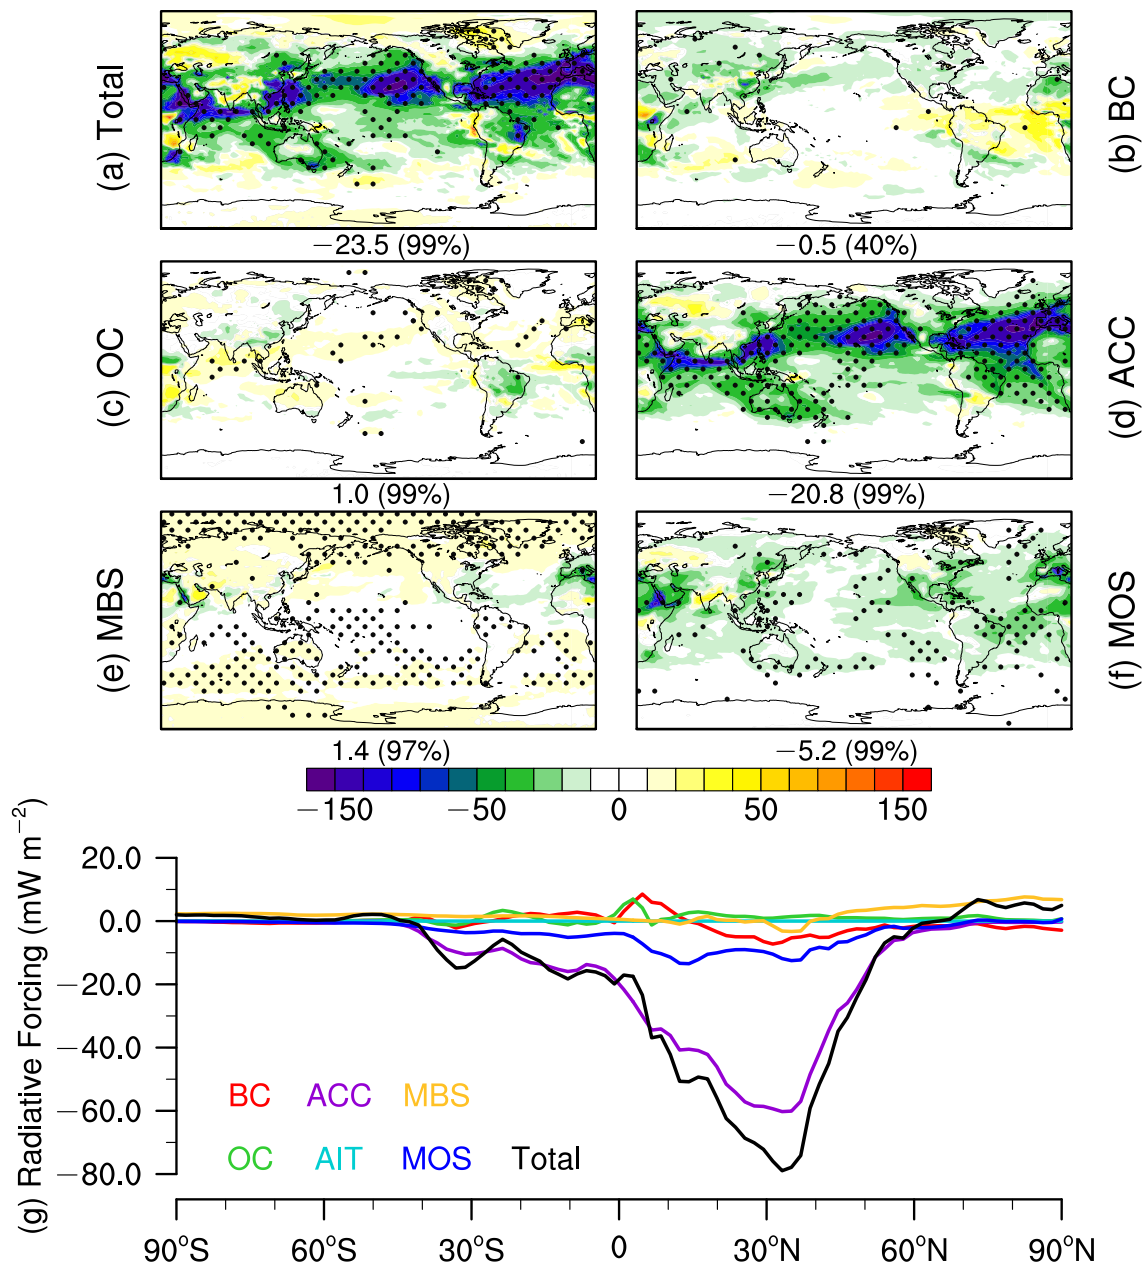 (a) Total
(b) BC
−23.5 (99%)
−0.5 (40%)
(c) OC
(d) ACC
1.0 (99%)
−20.8 (99%)
(e) MBS
(f) MOS
1.4 (97%)
−5.2 (99%)
−150 −50 0 50 150
(g) Radiative Forcing (mW m⁻²)
20.0
0.0
−20.0
−40.0
−60.0
−80.0
BC ACC MBS
OC AIT MOS Total
90°S 60°S 30°S 0 30°N 60°N 90°N